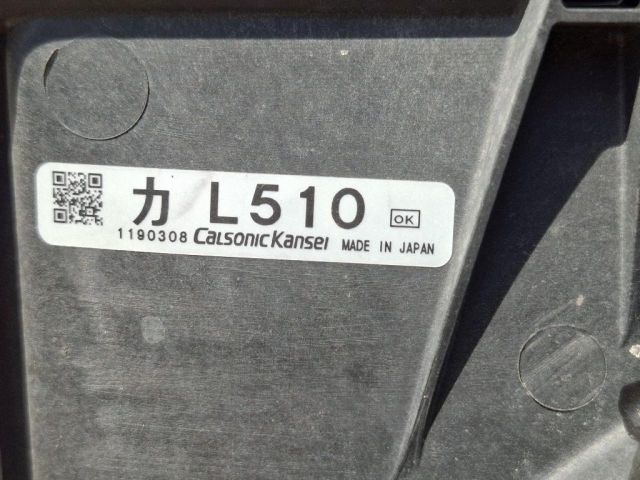 カ L510 OK
1190308 CalsonicKansei MADE IN JAPAN